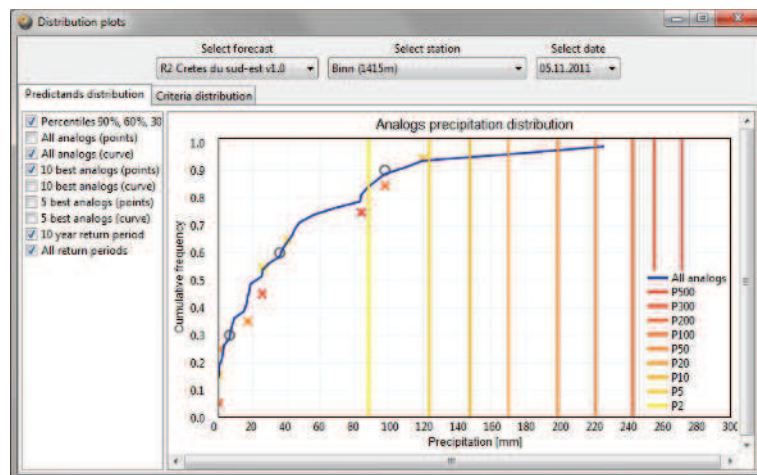 Distribution plots
Select forecast
Select station
Select date
R2 Cretes du sud-est v1.0
Binn (1415m)
05.11.2011
Predictands distribution
Criteria distribution
Percentiles 90%, 60%, 30
All analogs (points)
All analogs (curve)
10 best analogs (points)
10 best analogs (curve)
5 best analogs (points)
5 best analogs (curve)
10 year return period
All return periods
Analogs precipitation distribution
Cumulative frequency
1.0
0.9
0.8
0.7
0.6
0.5
0.4
0.3
0.2
0.1
0.0
All analogs
P500
P300
P200
P100
P50
P20
P10
P5
P2
0 20 40 60 80 100 120 140 160 180 200 220 240 260 280 300
Precipitation [mm]